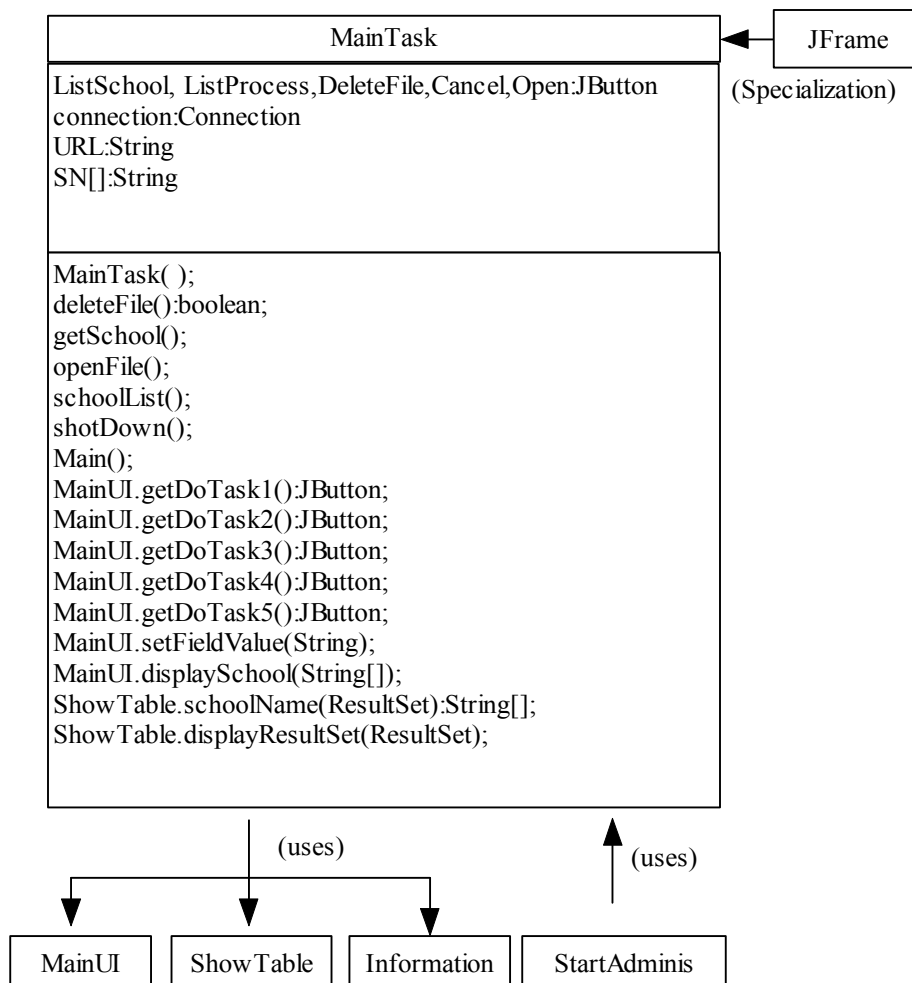 MainTask
JFrame
(Specialization)
ListSchool, ListProcess,DeleteFile,Cancel,Open:JButton
connection:Connection
URL:String
SN[]:String
MainTask( );
deleteFile():boolean;
getSchool();
openFile();
schoolList();
shotDown();
Main();
MainUI.getDoTask1():JButton;
MainUI.getDoTask2():JButton;
MainUI.getDoTask3():JButton;
MainUI.getDoTask4():JButton;
MainUI.getDoTask5():JButton;
MainUI.setFieldValue(String);
MainUI.displaySchool(String[]);
ShowTable.schoolName(ResultSet):String[];
ShowTable.displayResultSet(ResultSet);
(uses)
(uses)
MainUI
ShowTable
Information
StartAdminis